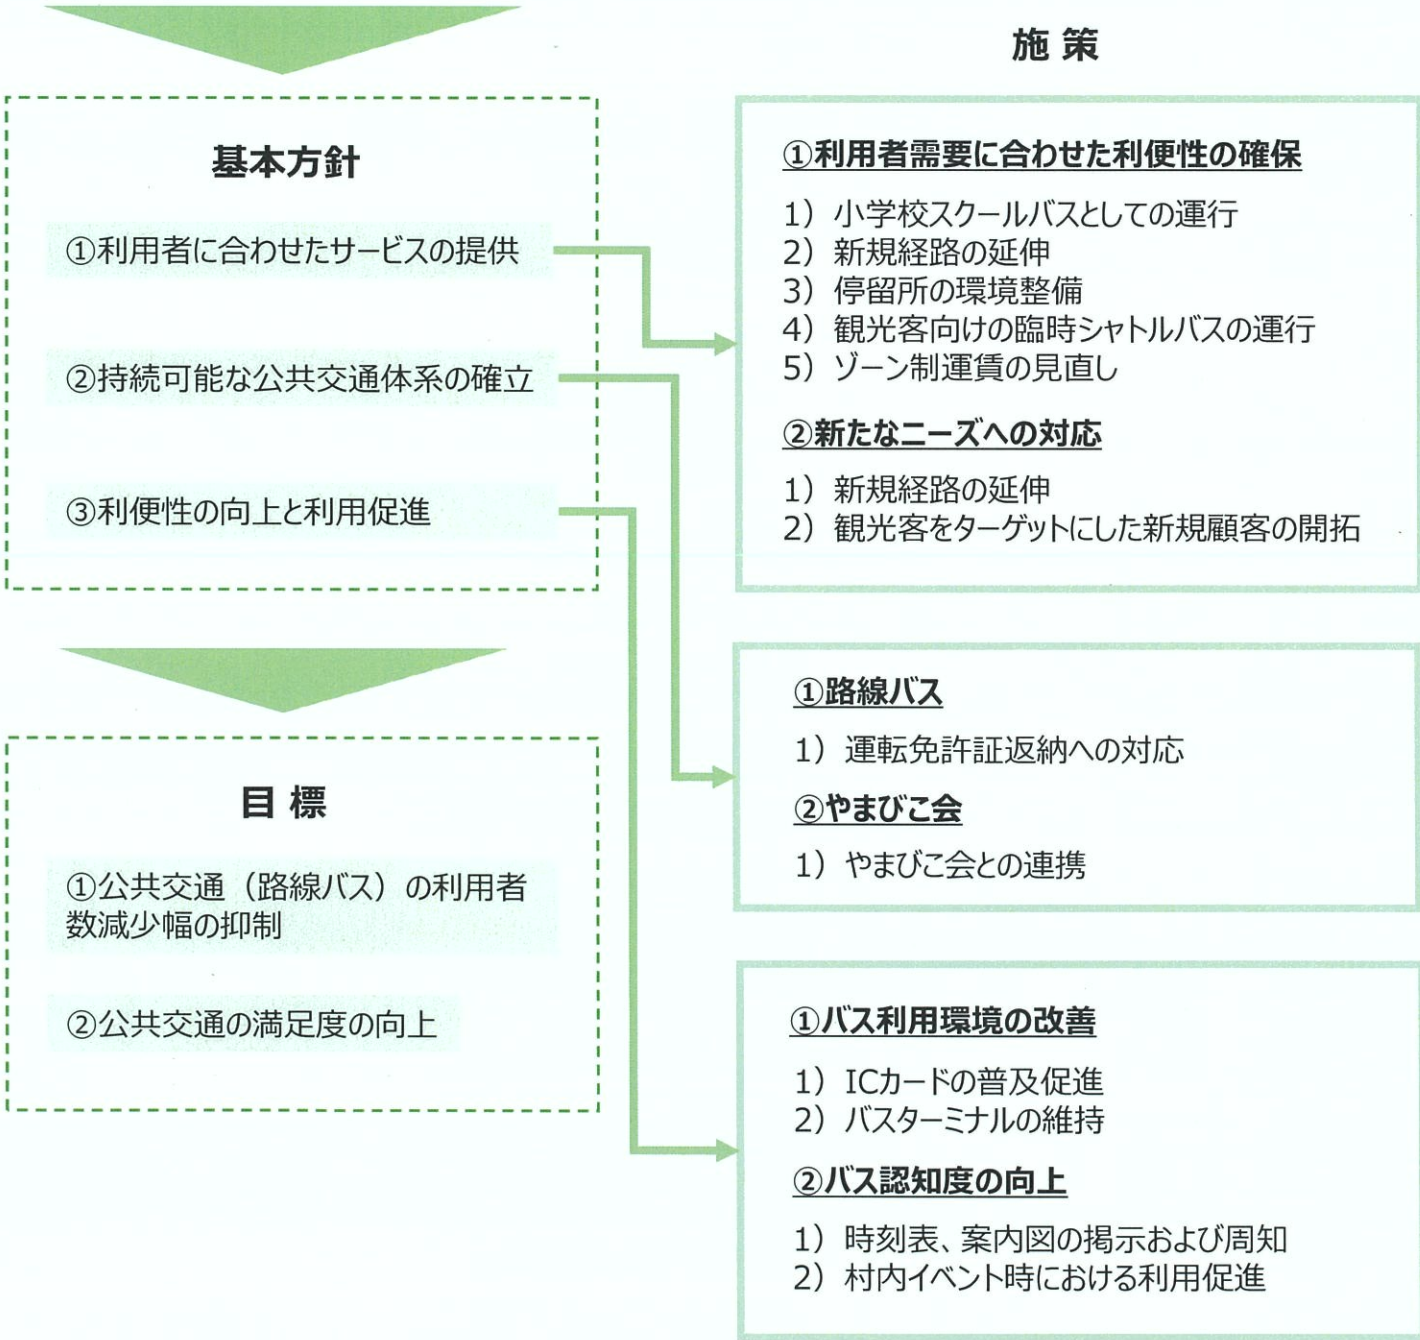 基本方針
①利用者に合わせたサービスの提供
②持続可能な公共交通体系の確立
③利便性の向上と利用促進
目 標
①公共交通（路線バス）の利用者
数減少幅の抑制
②公共交通の満足度の向上
施 策
①利用者需要に合わせた利便性の確保
1）小学校スクールバスとしての運行
2）新規経路の延伸
3）停留所の環境整備
4）観光客向けの臨時シャトルバスの運行
5）ゾーン制運賃の見直し
②新たなニーズへの対応
1）新規経路の延伸
2）観光客をターゲットにした新規顧客の開拓
①路線バス
1）運転免許証返納への対応
②やまびこ会
1）やまびこ会との連携
①バス利用環境の改善
1）ICカードの普及促進
2）バスターミナルの維持
②バス認知度の向上
1）時刻表、案内図の掲示および周知
2）村内イベント時における利用促進